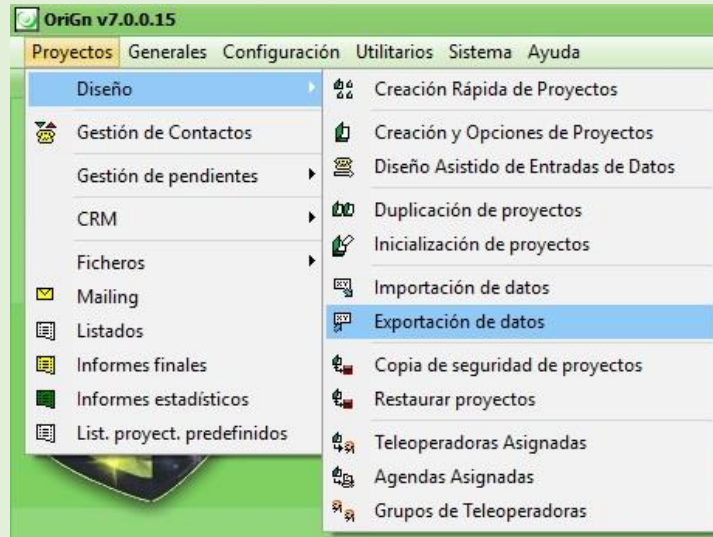 OriGn v7.0.0.15
Proyectos Generales Configuración Utilitarios Sistema Ayuda
Diseño
Gestión de Contactos
Gestión de pendientes
CRM
Ficheros
Mailing
Listados
Informes finales
Informes estadísticos
List. proyect. predefinidos
Creación Rápida de Proyectos
Creación y Opciones de Proyectos
Diseño Asistido de Entradas de Datos
Duplicación de proyectos
Inicialización de proyectos
Importación de datos
Exportación de datos
Copia de seguridad de proyectos
Restaurar proyectos
Teleoperadoras Asignadas
Agendas Asignadas
Grupos de Teleoperadoras